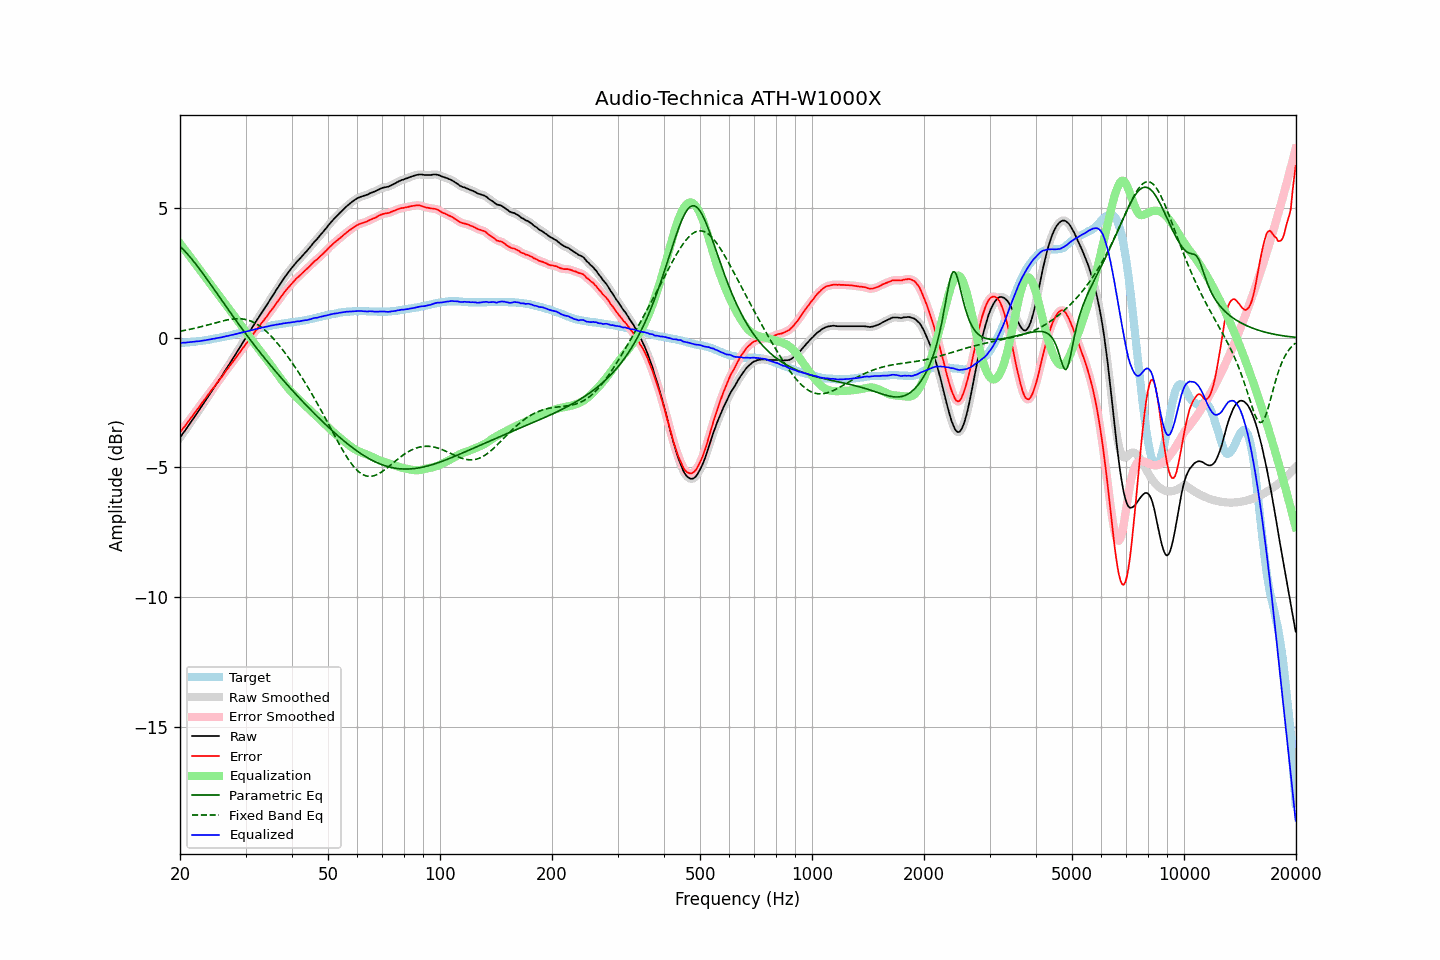 Audio-Technica ATH-W1000X
Amplitude (dBr)
5
0
−5
−10
−15
Target
Raw Smoothed
Error Smoothed
Raw
Error
Equalization
Parametric Eq
Fixed Band Eq
Equalized
20 50 100 200 500 1000 2000 5000 10000 20000
Frequency (Hz)